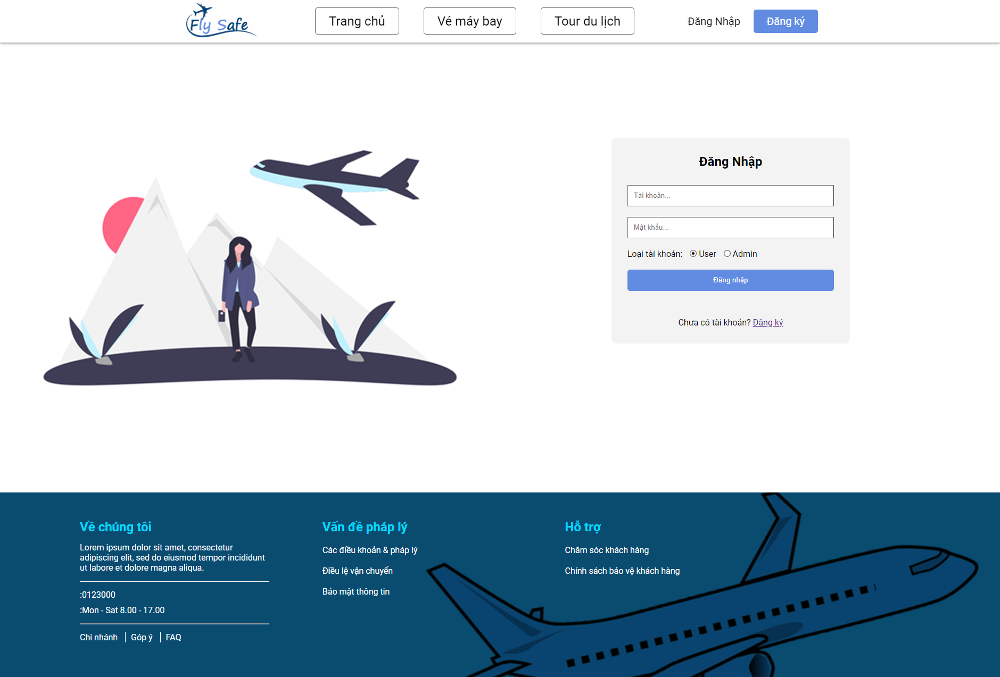 Fly Safe
Trang chủ
Vé máy bay
Tour du lịch
Đăng Nhập
Đăng ký
Đăng Nhập
Tài khoản...
Mật khẩu...
Loại tài khoản: User Admin
Đăng nhập
Chưa có tài khoản? Đăng ký
Về chúng tôi
Lorem ipsum dolor sit amet, consectetur
adipiscing elit, sed do eiusmod tempor incididunt
ut labore et dolore magna aliqua.
:0123000
:Mon - Sat 8.00 - 17.00
Chi nhánh
Góp ý
FAQ
Vấn đề pháp lý
Các điều khoản & pháp lý
Điều lệ vận chuyển
Bảo mật thông tin
Hỗ trợ
Chăm sóc khách hàng
Chính sách bảo vệ khách hàng